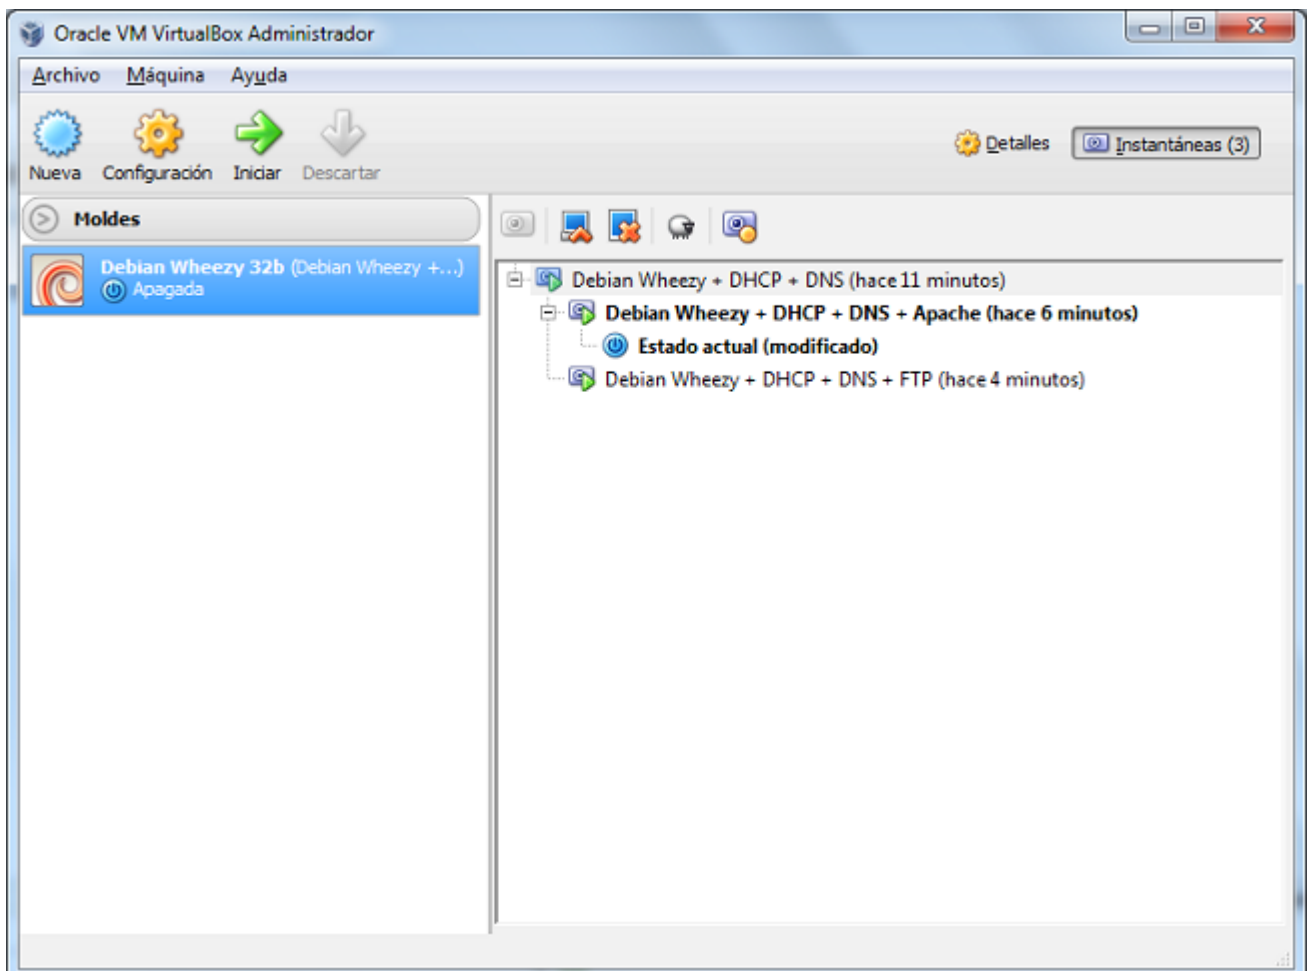 Oracle VM VirtualBox Administrador
Archivo Máquina Ayuda
Nueva Configuración Iniciar Descartar
Detalles Instantáneas (3)
Moldes
Debian Wheezy 32b (Debian Wheezy +...)
Apagada
Debian Wheezy + DHCP + DNS (hace 11 minutos)
Debian Wheezy + DHCP + DNS + Apache (hace 6 minutos)
Estado actual (modificado)
Debian Wheezy + DHCP + DNS + FTP (hace 4 minutos)